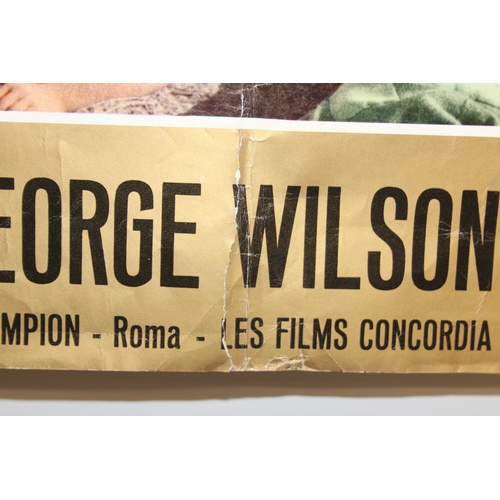 EORGE WILSON
MPION - Roma - LES FILMS CONCORDIA